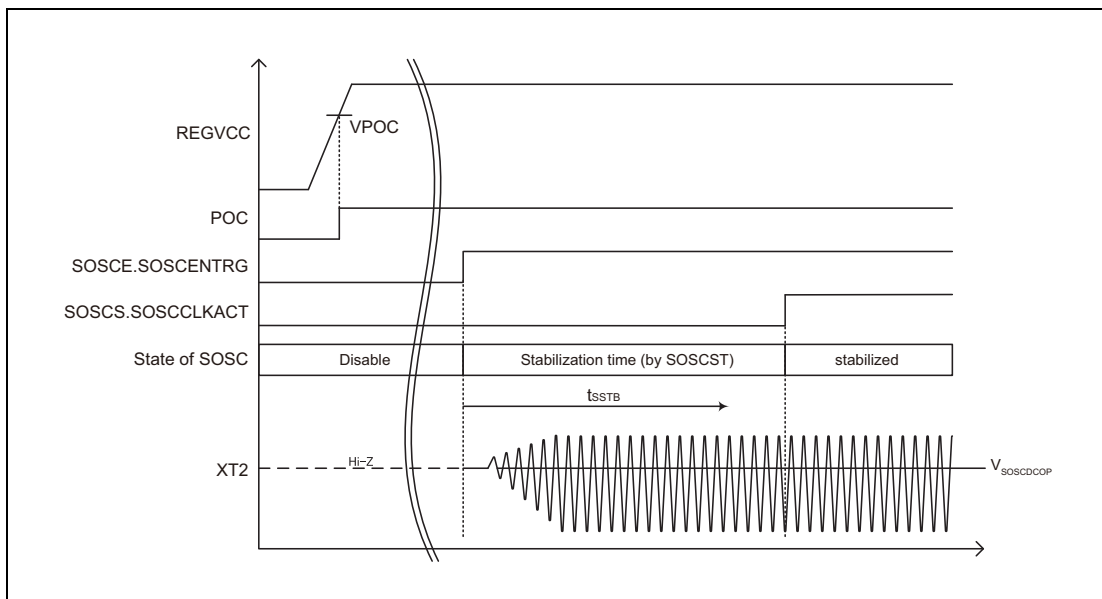 REGVCC
VPOC
POC
SOSCE.SOSCENTRG
SOSCS.SOSCCLKACT
State of SOSC
Disable
Stabilization time (by SOSCST)
stabilized
tSSTB
XT2
Hi-Z
VSOSCDCOP